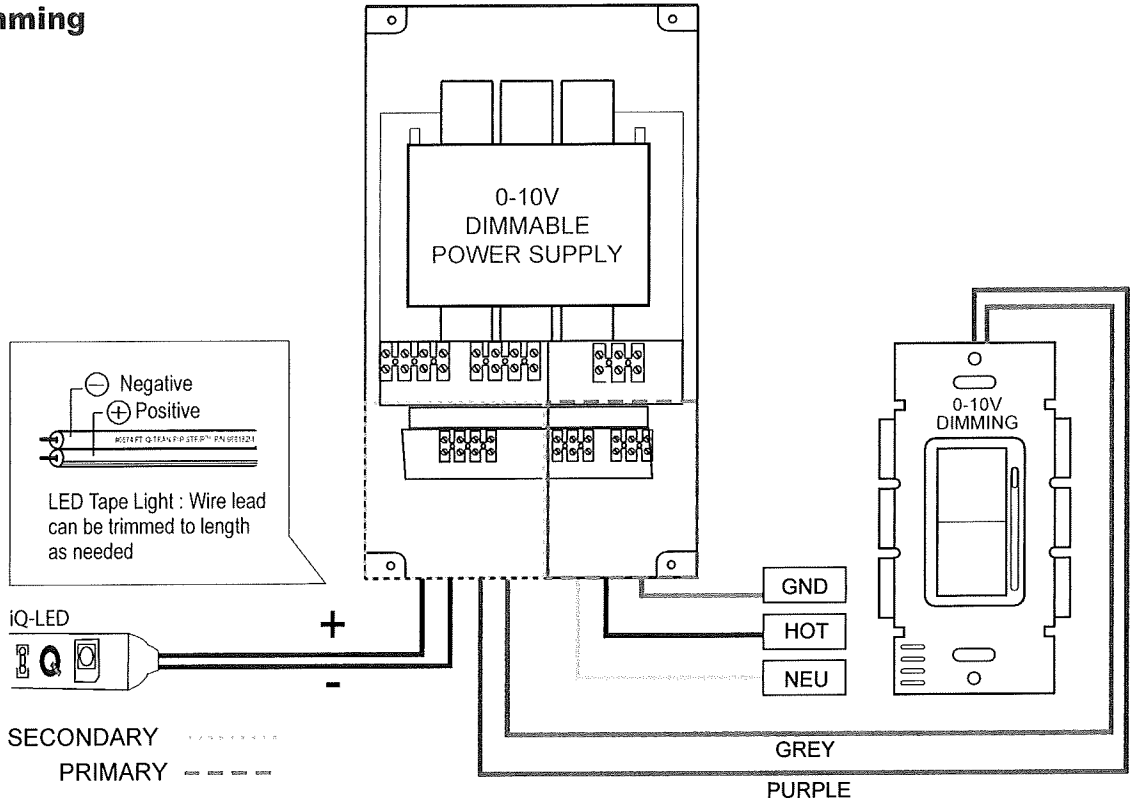 mming
0-10V
DIMMABLE
POWER SUPPLY
Negative
Positive
LED Tape Light : Wire lead
can be trimmed to length
as needed
0-10V
DIMMING
GND
HOT
NEU
iQ-LED
+
-
Q
SECONDARY
PRIMARY
GREY
PURPLE